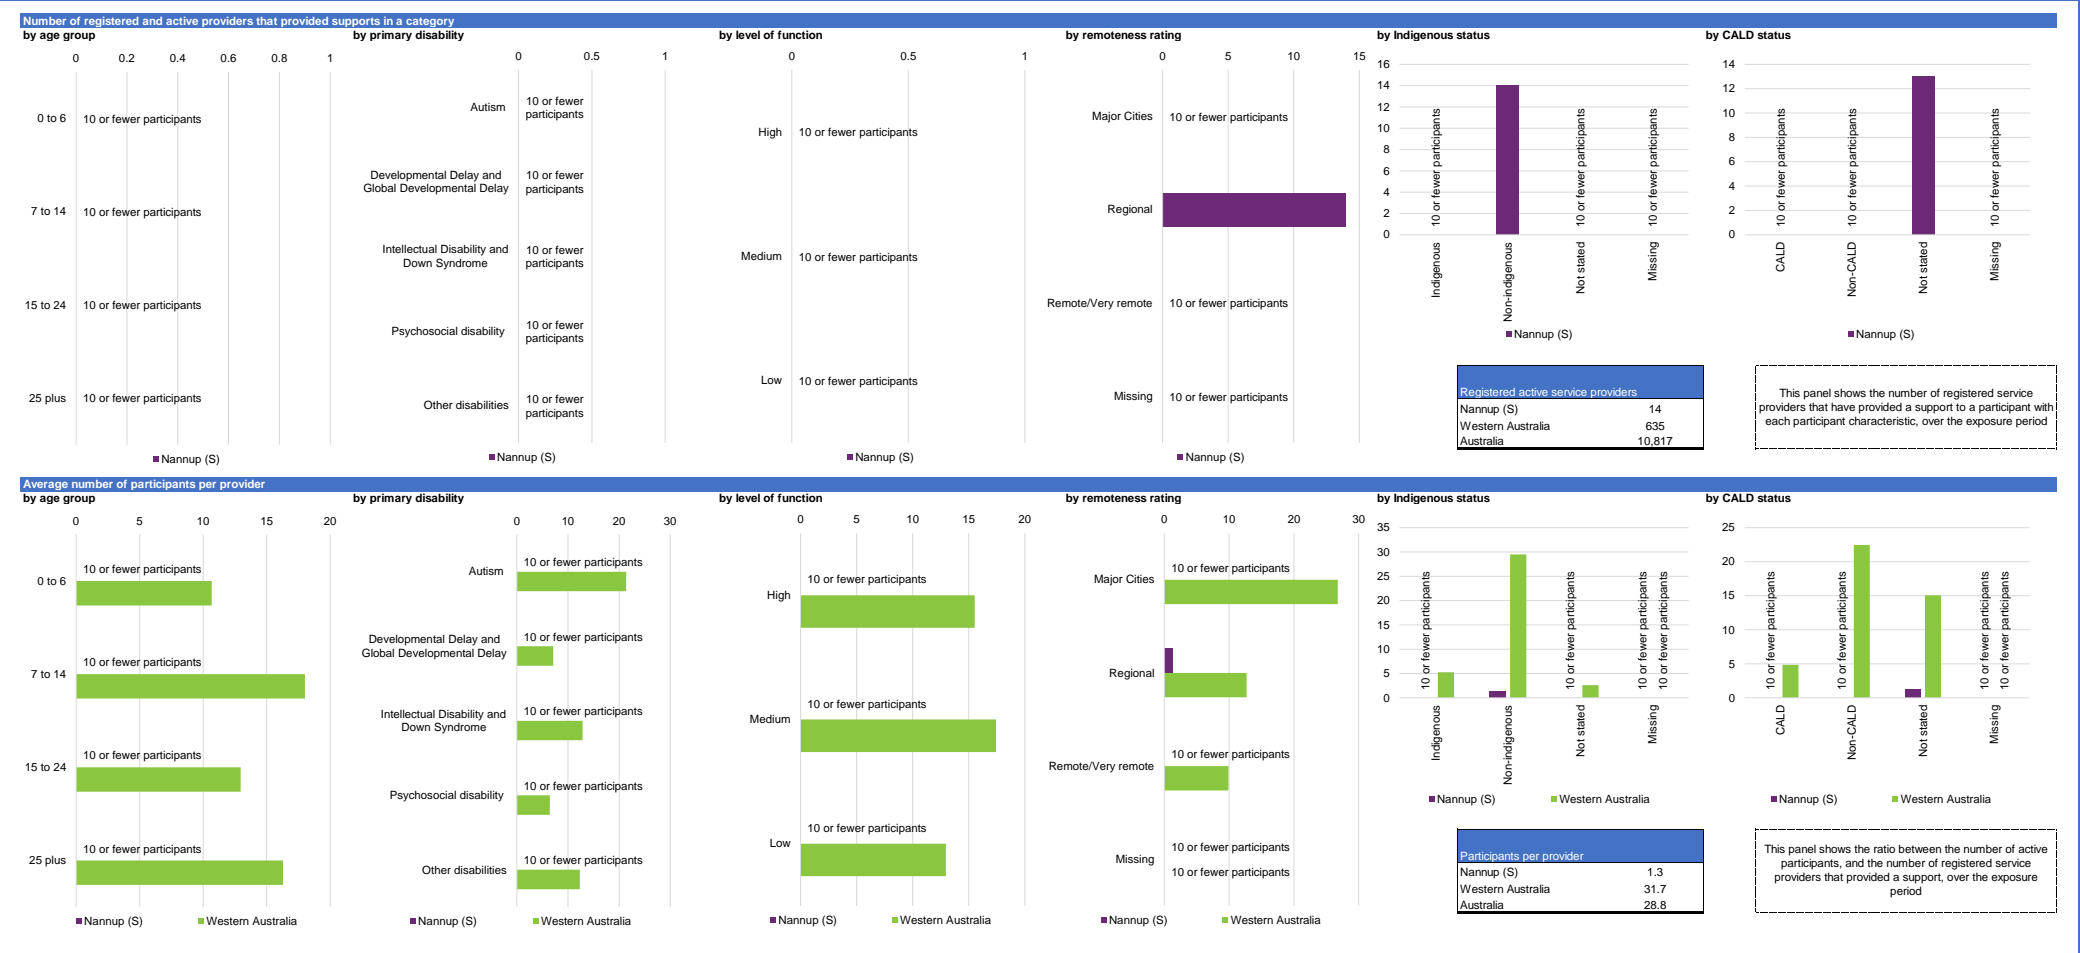 Number of registered and active providers that provided supports in a category
by age group
0 0.2 0.4 0.6 0.8 1
0 to 6 10 or fewer participants
7 to 14 10 or fewer participants
15 to 24 10 or fewer participants
25 plus 10 or fewer participants
Nannup (S)
by primary disability
0 0.5 1
Autism 10 or fewer
participants
Developmental Delay and
Global Developmental Delay
10 or fewer
participants
Intellectual Disability and
Down Syndrome
10 or fewer
participants
Psychosocial disability 10 or fewer
participants
Other disabilities 10 or fewer
participants
Nannup (S)
by level of function
0 0.5 1
High 10 or fewer participants
Medium 10 or fewer participants
Low 10 or fewer participants
Nannup (S)
by remoteness rating
0 5 10 15
Major Cities 10 or fewer participants
Regional
Remote/Very remote 10 or fewer participants
Missing 10 or fewer participants
Nannup (S)
by Indigenous status
16
14
12
10
8
6
4
2
0
10 or fewer participants
10 or fewer participants
10 or fewer participants
Indigenous
Non-indigenous
Not stated
Missing
Nannup (S)
by CALD status
14
12
10
8
6
4
2
0
10 or fewer participants
10 or fewer participants
10 or fewer participants
CALD
Non-CALD
Not stated
Missing
Nannup (S)
Registered active service providers
Nannup (S) 14
Western Australia 635
Australia 10,817
This panel shows the number of registered service
providers that have provided a support to a participant with
each participant characteristic, over the exposure period
Average number of participants per provider
by age group
0 5 10 15 20
0 to 6 10 or fewer participants
7 to 14 10 or fewer participants
15 to 24 10 or fewer participants
25 plus 10 or fewer participants
Nannup (S) Western Australia
by primary disability
0 10 20 30
Autism 10 or fewer participants
Developmental Delay and
Global Developmental Delay
10 or fewer participants
Intellectual Disability and
Down Syndrome
10 or fewer participants
Psychosocial disability 10 or fewer participants
Other disabilities 10 or fewer participants
Nannup (S) Western Australia
by level of function
0 5 10 15 20
High 10 or fewer participants
Medium 10 or fewer participants
Low 10 or fewer participants
Nannup (S) Western Australia
by remoteness rating
0 10 20 30
Major Cities 10 or fewer participants
Regional
Remote/Very remote 10 or fewer participants
Missing 10 or fewer participants
10 or fewer participants
Nannup (S) Western Australia
by Indigenous status
35
30
25
20
15
10
5
0
10 or fewer participants
10 or fewer participants
10 or fewer participants
10 or fewer participants
Indigenous
Non-indigenous
Not stated
Missing
Nannup (S) Western Australia
by CALD status
25
20
15
10
5
0
10 or fewer participants
10 or fewer participants
10 or fewer participants
10 or fewer participants
CALD
Non-CALD
Not stated
Missing
Nannup (S) Western Australia
Participants per provider
Nannup (S) 1.3
Western Australia 31.7
Australia 28.8
This panel shows the ratio between the number of active
participants, and the number of registered service
providers that provided a support, over the exposure
period